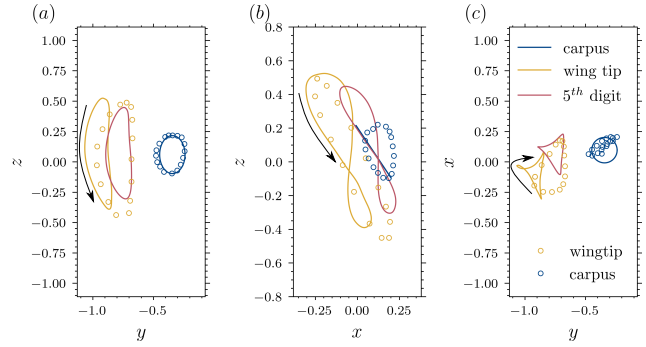 (a)
1.00
0.75
0.50
0.25
0.00
−0.25
−0.50
−0.75
−1.00
z
−1.0
−0.5
y
(b)
0.8
0.6
0.4
0.2
0.0
−0.2
−0.4
−0.6
−0.8
z
−0.25
0.00
0.25
x
(c)
1.00
0.75
0.50
0.25
0.00
−0.25
−0.50
−0.75
−1.00
x
carpus
wing tip
5th digit
wingtip
carpus
−1.0
−0.5
y